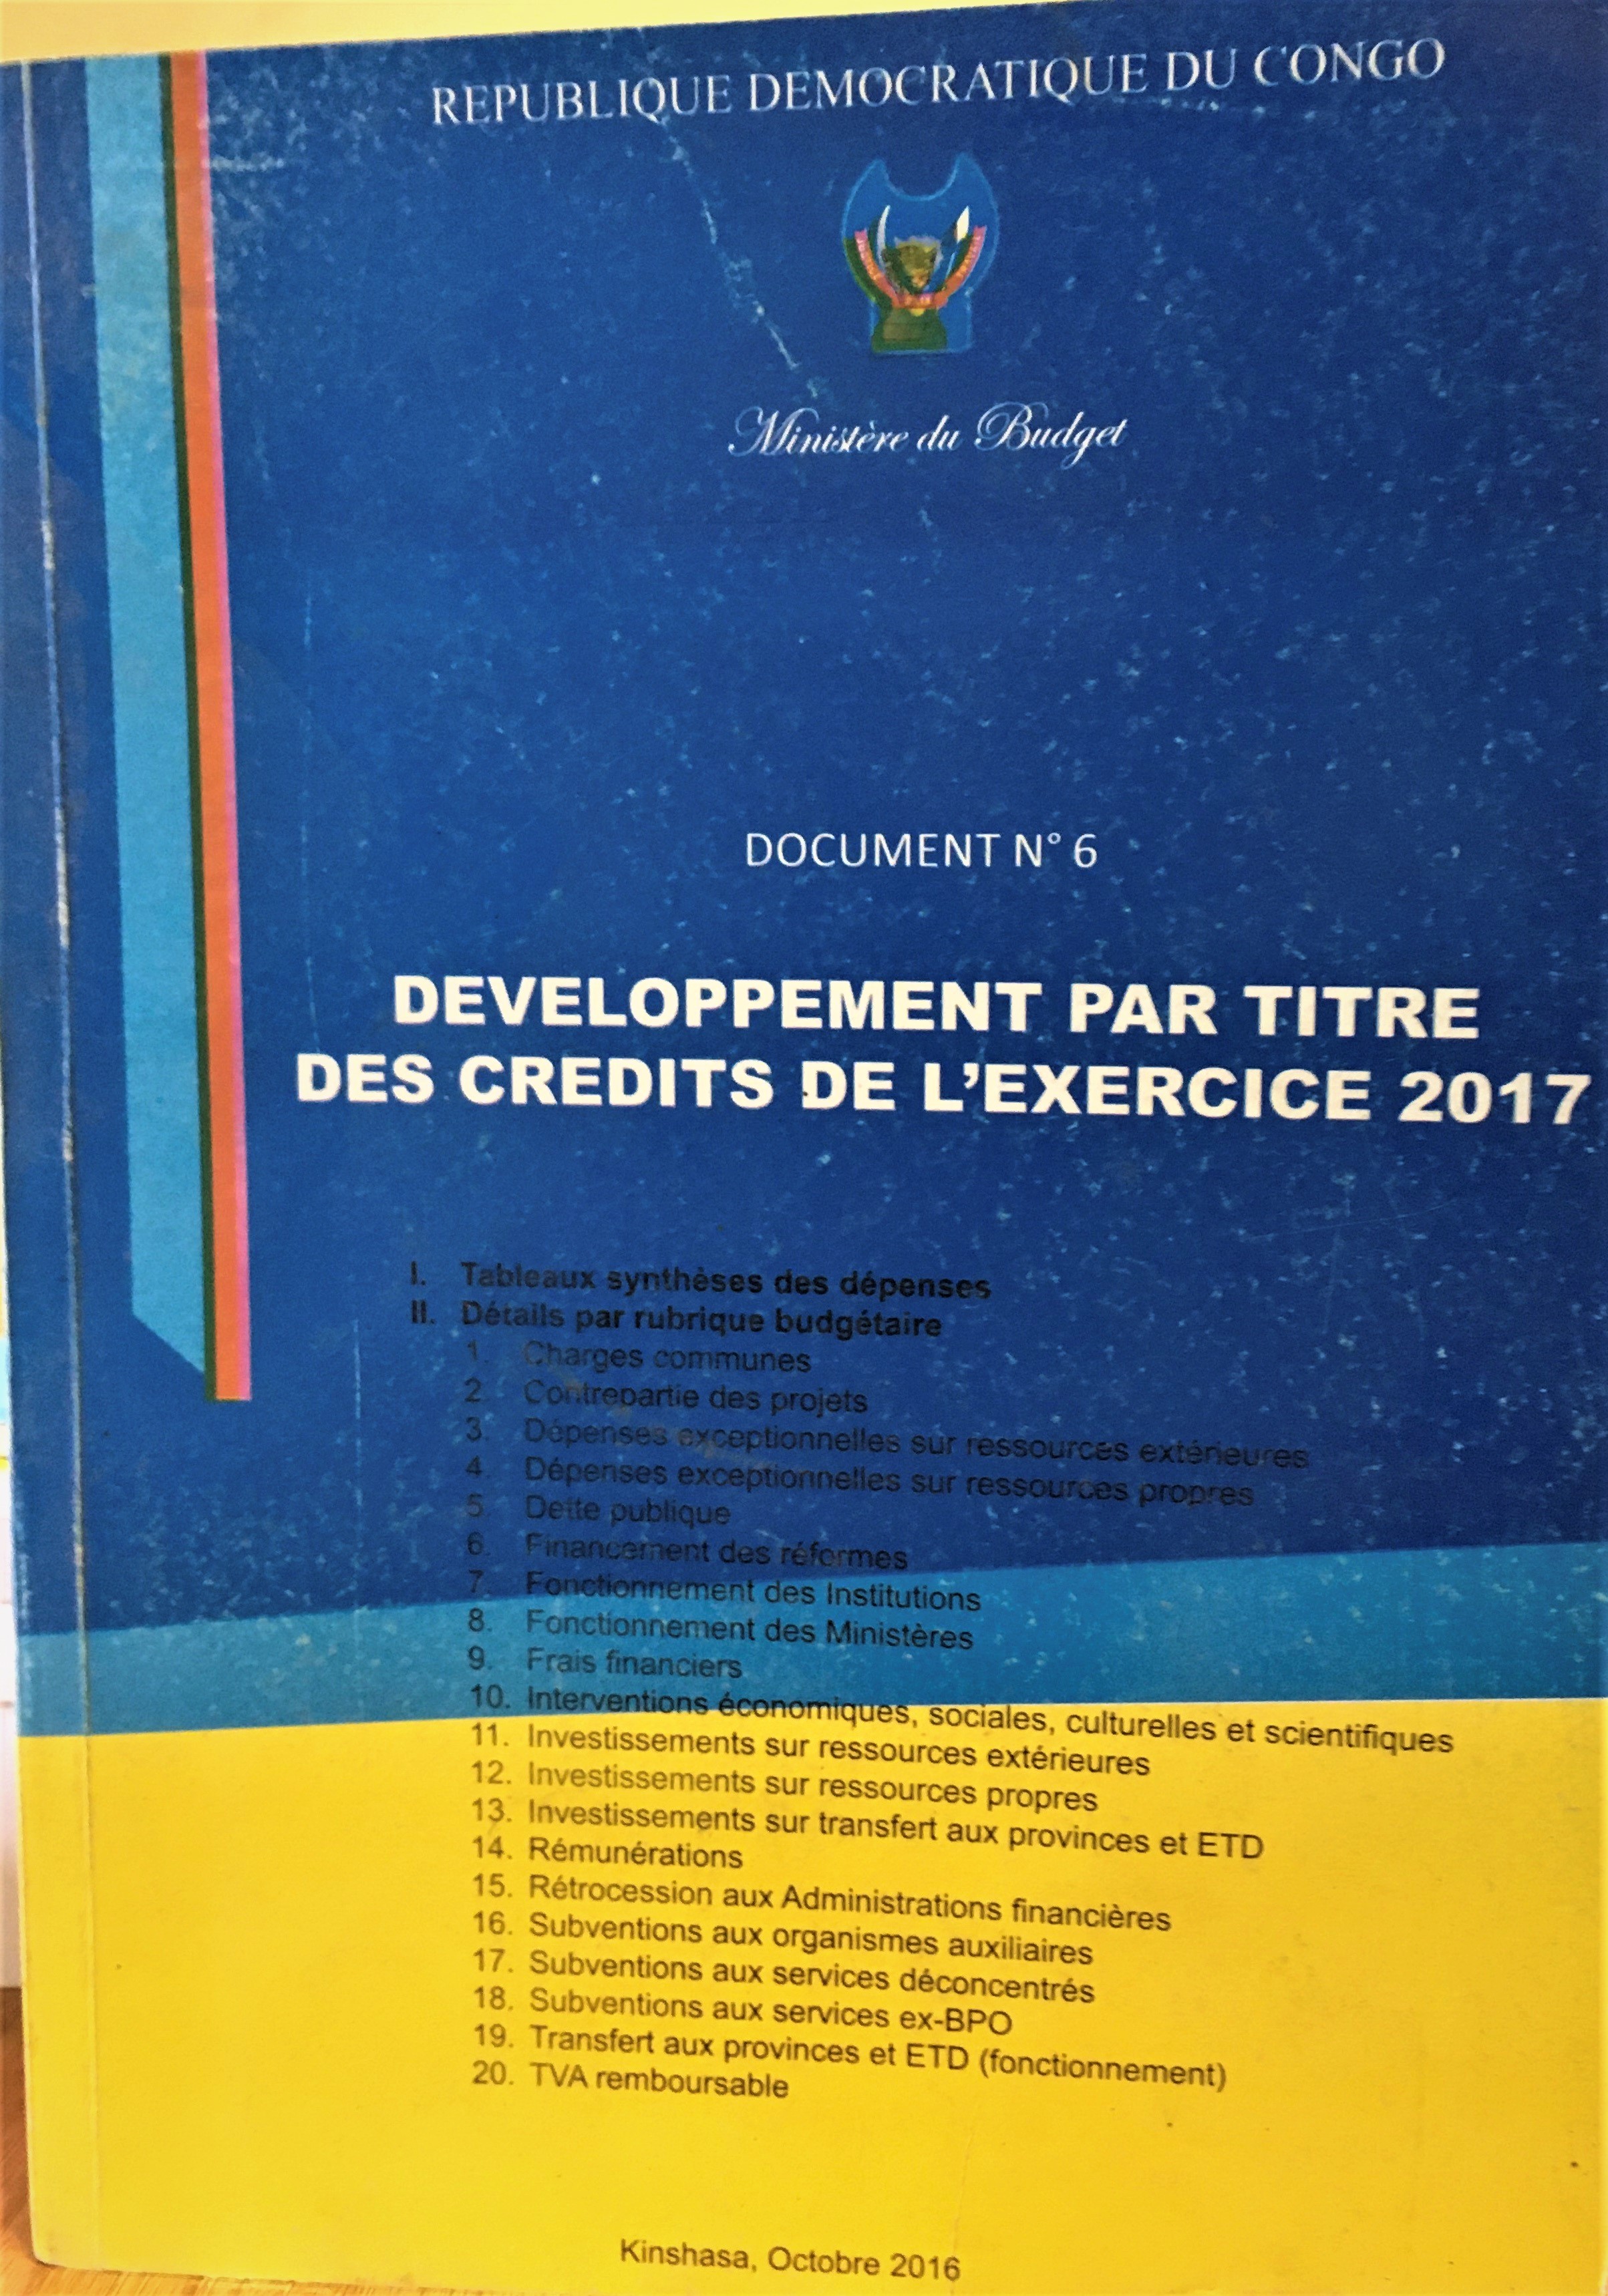 REPUBLIQUE DEMOCRATIQUE DU CONGO
JUSTICE PAIX TRAVAIL
Ministère du Budget
DOCUMENT N° 6
DEVELOPPEMENT PAR TITRE
DES CREDITS DE L'EXERCICE 2017
I. Tableaux synthèses des dépenses
II. Détails par rubrique budgétaire
1. Charges communes
2. Contrepartie des projets
3. Dépenses exceptionnelles sur ressources extérieures
4. Dépenses exceptionnelles sur ressources propres
5. Dette publique
6. Financement des réformes
7. Fonctionnement des Institutions
8. Fonctionnement des Ministères
9. Frais financiers
10. Interventions économiques, sociales, culturelles et scientifiques
11. Investissements sur ressources extérieures
12. Investissements sur ressources propres
13. Investissements sur transfert aux provinces et ETD
14. Rémunérations
15. Rétrocession aux Administrations financières
16. Subventions aux organismes auxiliaires
17. Subventions aux services déconcentrés
18. Subventions aux services ex-BPO
19. Transfert aux provinces et ETD (fonctionnement)
20. TVA remboursable
Kinshasa, Octobre 2016